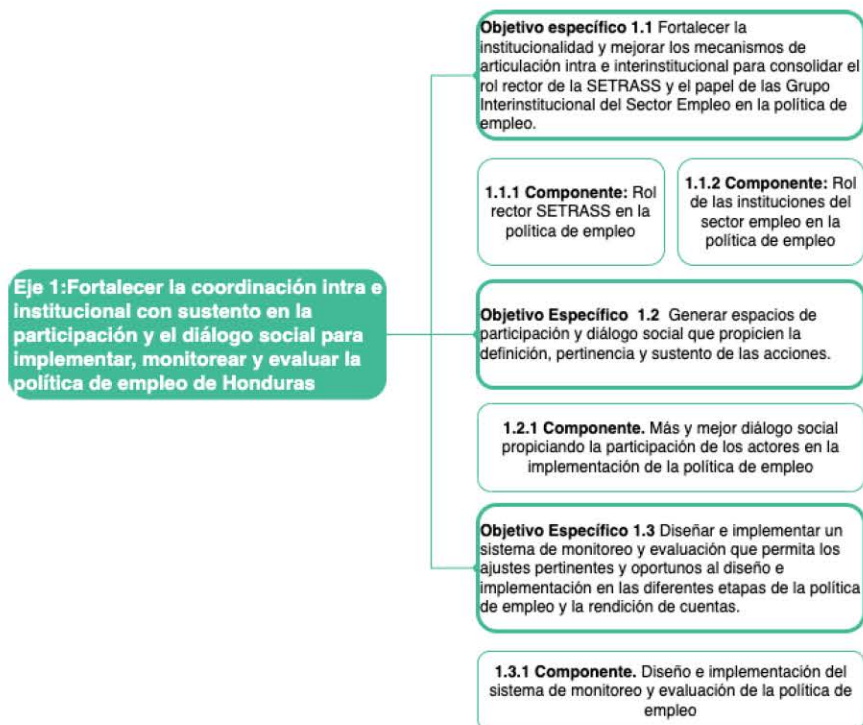 Eje 1:Fortalecer la coordinación intra e
institucional con sustento en la
participación y el diálogo social para
implementar, monitorear y evaluar la
política de empleo de Honduras
Objetivo específico 1.1 Fortalecer la
institucionalidad y mejorar los mecanismos de
articulación intra e interinstitucional para consolidar el
rol rector de la SETRASS y el papel de las Grupo
Interinstitucional del Sector Empleo en la política de
empleo.
1.1.1 Componente: Rol
rector SETRASS en la
política de empleo
1.1.2 Componente: Rol
de las instituciones del
sector empleo en la
política de empleo
Objetivo Específico 1.2 Generar espacios de
participación y diálogo social que propicien la
definición, pertinencia y sustento de las acciones.
1.2.1 Componente. Más y mejor diálogo social
propiciando la participación de los actores en la
implementación de la política de empleo
Objetivo Específico 1.3 Diseñar e implementar un
sistema de monitoreo y evaluación que permita los
ajustes pertinentes y oportunos al diseño e
implementación en las diferentes etapas de la política
de empleo y la rendición de cuentas.
1.3.1 Componente. Diseño e implementación del
sistema de monitoreo y evaluación de la política de
empleo